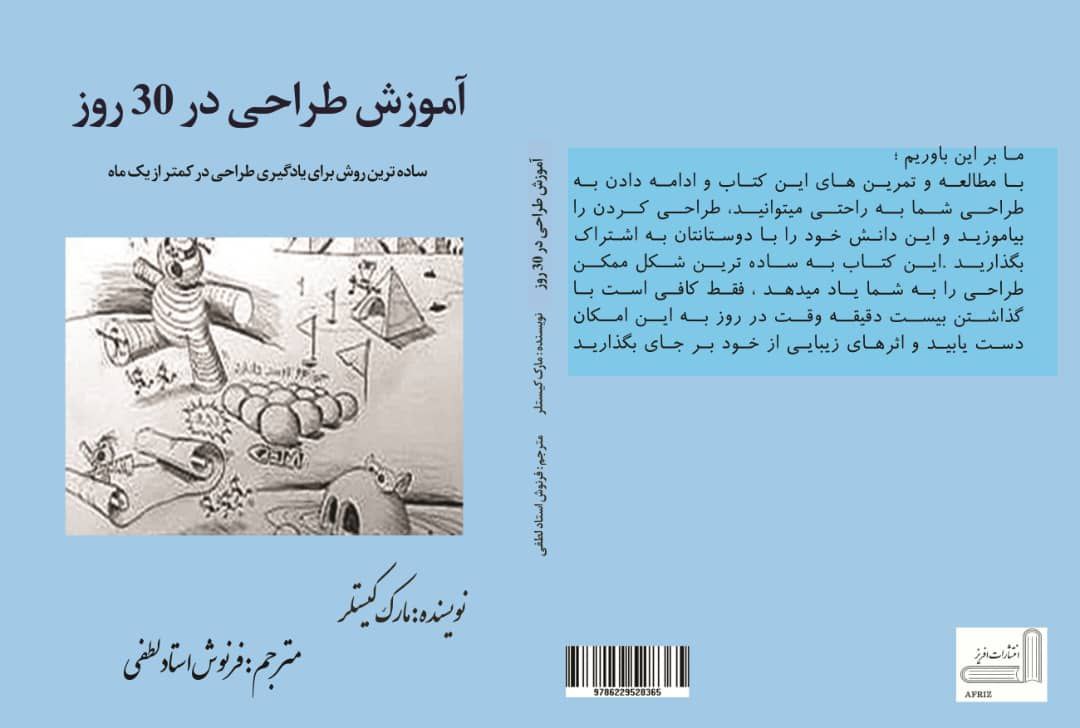 آموزش طراحی در 30 روز
ساده ترین روش برای یادگیری طراحی در کمتر از یک ماه
نویسنده: مارک کیستلر
مترجم: فرنوش استاد لطفی
آموزش طراحی در 30 روز نویسنده: مارک کیستلر مترجم: فرنوش استاد لطفی
ما بر این باوریم ؛
با مطالعه و تمرین های این کتاب و ادامه دادن به
طراحی شما به راحتی میتوانید، طراحی کردن را
بیاموزید و این دانش خود را با دوستانتان به اشتراک
بگذارید .این کتاب به ساده ترین شکل ممکن
طراحی را به شما یاد میدهد ، فقط کافی است با
گذاشتن بیست دقیقه وقت در روز به این امکان
دست یابید و اثرهای زیبایی از خود بر جای بگذارید
9786229528365
انتشارات افریز
AFRIZ